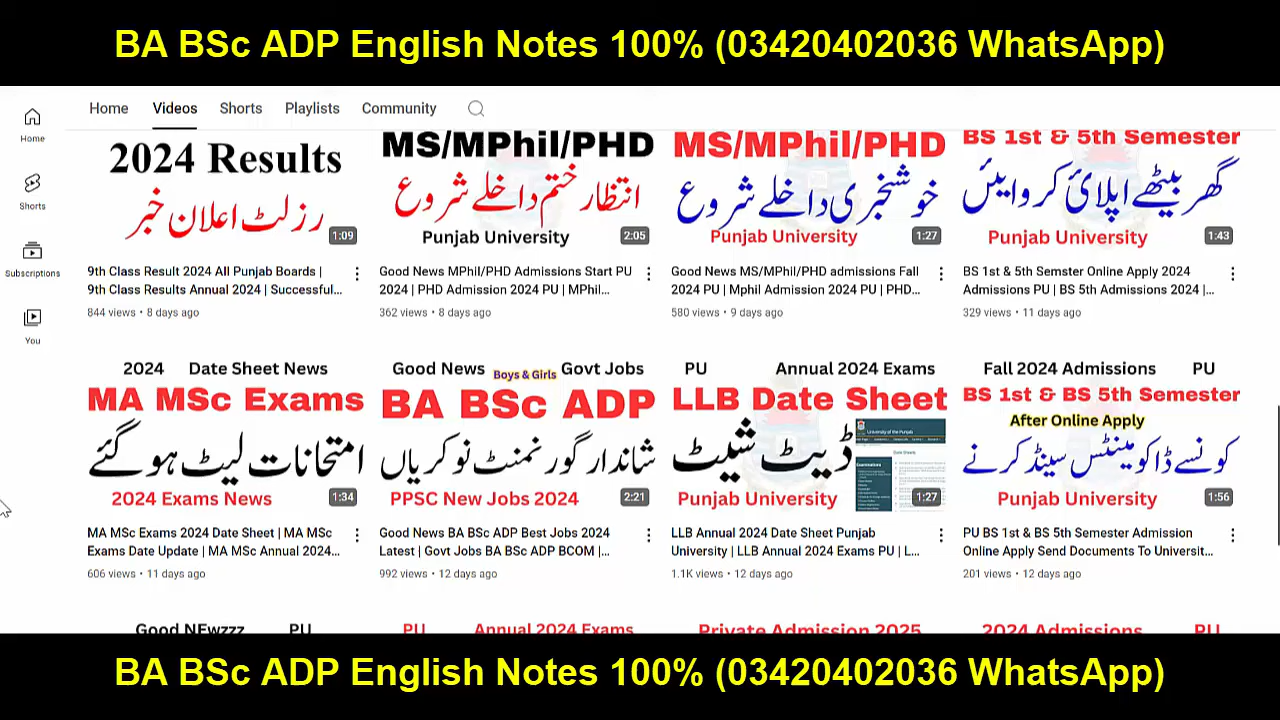 BA BSc ADP English Notes 100% (03420402036 WhatsApp)
Home Videos Shorts Playlists Community
Home
Shorts
Subscriptions
You
2024 Results
رزلٹ اعلان خبر
1:09
9th Class Result 2024 All Punjab Boards |
9th Class Results Annual 2024 | Successful...
844 views • 8 days ago
MS/MPhil/PHD
انتظار ختم داخلے شروع
Punjab University
2:05
Good News MPhil/PHD Admissions Start PU
2024 | PHD Admission 2024 PU | MPhil...
362 views • 8 days ago
MS/MPhil/PHD
خوشخبری داخلے شروع
Punjab University
1:27
Good News MS/MPhil/PHD admissions Fall
2024 PU | Mphil Admission 2024 PU | PHD...
580 views • 9 days ago
BS 1st & 5th Semester
گھر بیٹھے اپلائی کروایئں
Punjab University
1:43
BS 1st & 5th Semster Online Apply 2024
Admissions PU | BS 5th Admissions 2024 |...
329 views • 11 days ago
2024 Date Sheet News
MA MSc Exams
امتحانات لیٹ ہو گئے
2024 Exams News
1:34
MA MSc Exams 2024 Date Sheet | MA MSc
Exams Date Update | MA MSc Annual 2024...
606 views • 11 days ago
Good News Boys & Girls Govt Jobs
BA BSc ADP
شاندار گورنمنٹ نوکریاں
PPSC New Jobs 2024
2:21
Good News BA BSc ADP Best Jobs 2024
Latest | Govt Jobs BA BSc ADP BCOM |...
992 views • 12 days ago
PU Annual 2024 Exams
LLB Date Sheet
ڈیٹ شیٹ
Punjab University
1:27
LLB Annual 2024 Date Sheet Punjab
University | LLB Annual 2024 Exams PU | L...
1.1K views • 12 days ago
Fall 2024 Admissions PU
BS 1st & BS 5th Semester
After Online Apply
کونسے ڈاکومینٹس سینڈ کرنے
Punjab University
1:56
PU BS 1st & BS 5th Semester Admission
Online Apply Send Documents To Universit...
201 views • 12 days ago
Good NEwzzz PU
PU Annual 2024 Exams
Private Admission 2025
2024 Admissions PU
BA BSc ADP English Notes 100% (03420402036 WhatsApp)